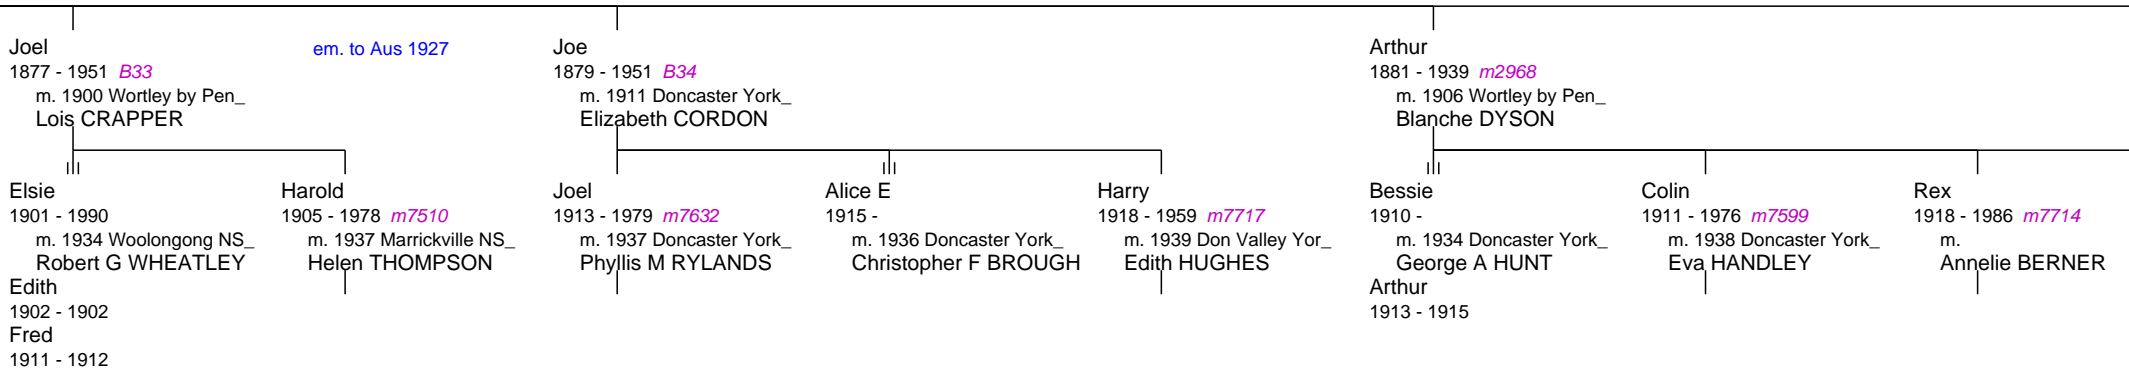 Joel
1877 - 1951 B33
em. to Aus 1927
m. 1900 Wortley by Pen_
Lois CRAPPER
Joe
1879 - 1951 B34
m. 1911 Doncaster York_
Elizabeth CORDON
Arthur
1881 - 1939 m2968
m. 1906 Wortley by Pen_
Blanche DYSON
Elsie
1901 - 1990
m. 1934 Woolongong NS_
Robert G WHEATLEY
Edith
1902 - 1902
Fred
1911 - 1912
Harold
1905 - 1978 m7510
m. 1937 Marrickville NS_
Helen THOMPSON
Joel
1913 - 1979 m7632
m. 1937 Doncaster York_
Phyllis M RYLANDS
Alice E
1915 -
m. 1936 Doncaster York_
Christopher F BROUGH
Harry
1918 - 1959 m7717
m. 1939 Don Valley Yor_
Edith HUGHES
Bessie
1910 -
m. 1934 Doncaster York_
George A HUNT
Arthur
1913 - 1915
Colin
1911 - 1976 m7599
m. 1938 Doncaster York_
Eva HANDLEY
Rex
1918 - 1986 m7714
m.
Annelie BERNER